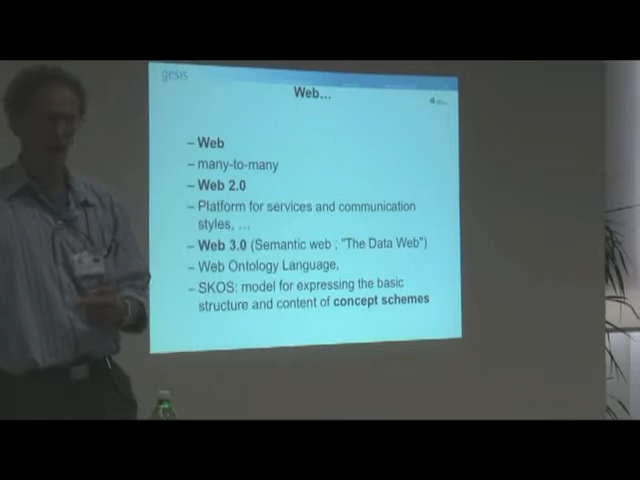 gesis
Web...
– Web
– many-to-many
– Web 2.0
– Platform for services and communication
styles, ...
– Web 3.0 (Semantic web ; "The Data Web")
– Web Ontology Language,
– SKOS: model for expressing the basic
structure and content of concept schemes